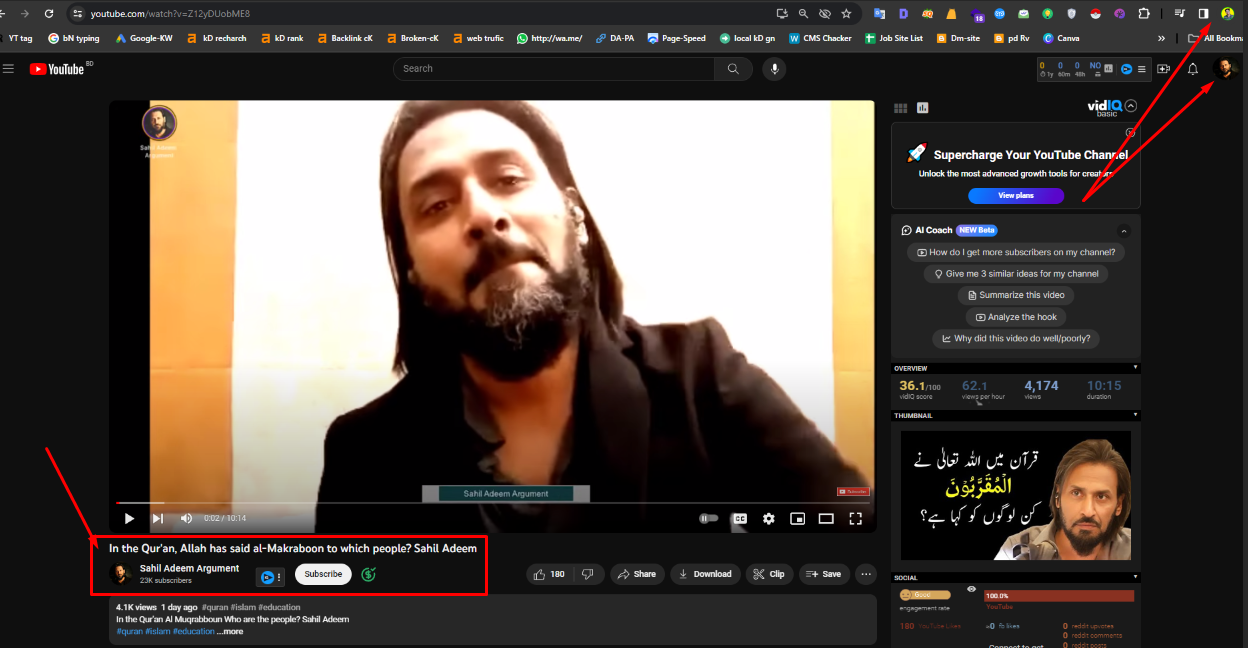 youtube.com/watch?v=Z12yDUobME8
18
YT tag
bN typing
Google-KW
kD recharch
kD rank
Backlink cK
Broken-cK
web trufic
http://wa.me/
DA-PA
Page-Speed
local kD gn
CMS Checker
Job Site List
Dm-site
pd Rv
Canva
»
All Bookma
YouTube BD
Search
0 0 0 NO
1y 60m 48h
Sahil Adeem
Argument
vidIQ
basic
Supercharge Your YouTube Channel
Unlock the most advanced growth tools for creators
View plans
AI Coach NEW Beta
How do I get more subscribers on my channel?
Give me 3 similar ideas for my channel
Summarize this video
Analyze the hook
Why did this video do well/poorly?
OVERVIEW
36.1/100 62.1 4,174 10:15
vidIQ score views per hour views duration
THUMBNAIL
قرآن میں اللہ تعالیٰ نے
الْمُقَرَّبُوْنَ
کن لوگوں کو کہا ہے؟
Sahil Adeem Argument
Subscribe
0:02 / 10:14
CC
In the Qur'an, Allah has said al-Makraboon to which people? Sahil Adeem
Sahil Adeem Argument
23K subscribers
Subscribe
180
Share
Download
Clip
Save
4.1K views 1 day ago #quran #islam #education
In the Qur'an Al Muqrabboun Who are the people? Sahil Adeem
#quran #islam #education ...more
SOCIAL
Good
engagement rate
100.0%
YouTube
180 YouTube Likes
0 fb likes
0 reddit upvotes
0 reddit comments
0 reddit posts
Connect to get